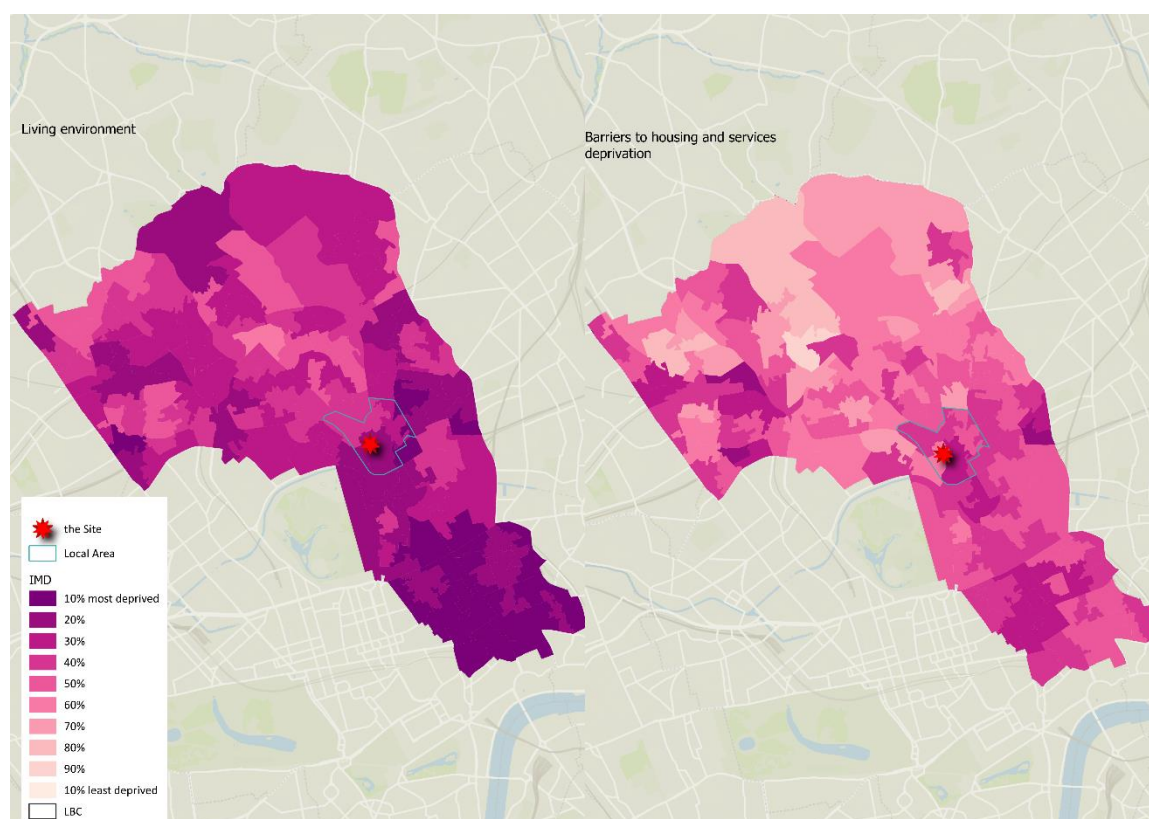 Living environment
Barriers to housing and services
deprivation
the Site
Local Area
IMD
10% most deprived
20%
30%
40%
50%
60%
70%
80%
90%
10% least deprived
LBC